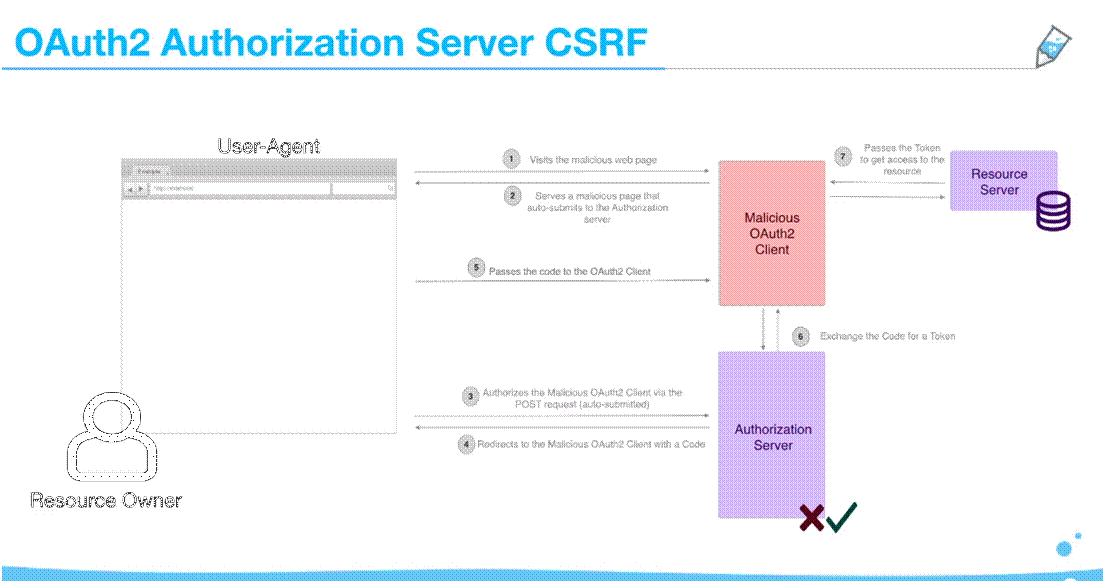 OAuth2 Authorization Server CSRF
User-Agent
Example
1
Visits the malicious web page
2
Serves a malicious page that
auto-submits to the Authorization
server
7
Passes the Token
to get access to the
resource
Resource
Server
Malicious
OAuth2
Client
5
Passes the code to the OAuth2 Client
6
Exchange the Code for a Token
3
Authorizes the Malicious OAuth2 Client via the
POST request (auto-submitted)
4
Redirects to the Malicious OAuth2 Client with a Code
Authorization
Server
Resource Owner